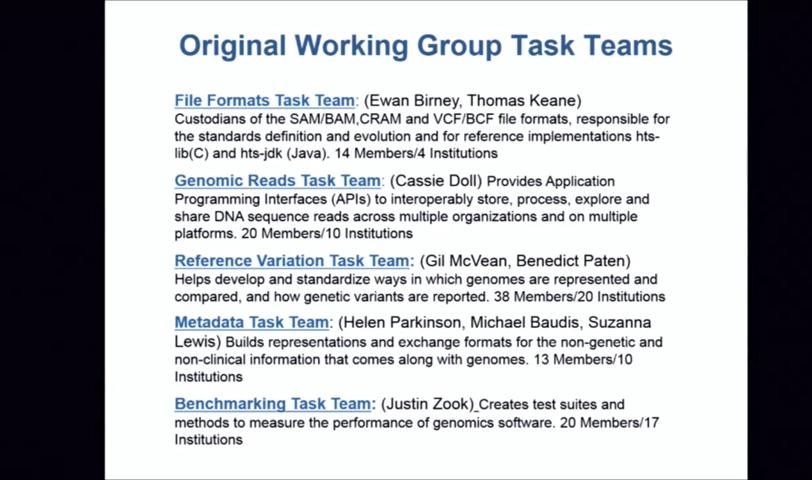 Original Working Group Task Teams
File Formats Task Team: (Ewan Birney, Thomas Keane)
Custodians of the SAM/BAM,CRAM and VCF/BCF file formats, responsible for
the standards definition and evolution and for reference implementations hts-
lib(C) and hts-jdk (Java). 14 Members/4 Institutions
Genomic Reads Task Team: (Cassie Doll) Provides Application
Programming Interfaces (APIs) to interoperably store, process, explore and
share DNA sequence reads across multiple organizations and on multiple
platforms. 20 Members/10 Institutions
Reference Variation Task Team: (Gil McVean, Benedict Paten)
Helps develop and standardize ways in which genomes are represented and
compared, and how genetic variants are reported. 38 Members/20 Institutions
Metadata Task Team: (Helen Parkinson, Michael Baudis, Suzanna
Lewis) Builds representations and exchange formats for the non-genetic and
non-clinical information that comes along with genomes. 13 Members/10
Institutions
Benchmarking Task Team: (Justin Zook) Creates test suites and
methods to measure the performance of genomics software. 20 Members/17
Institutions